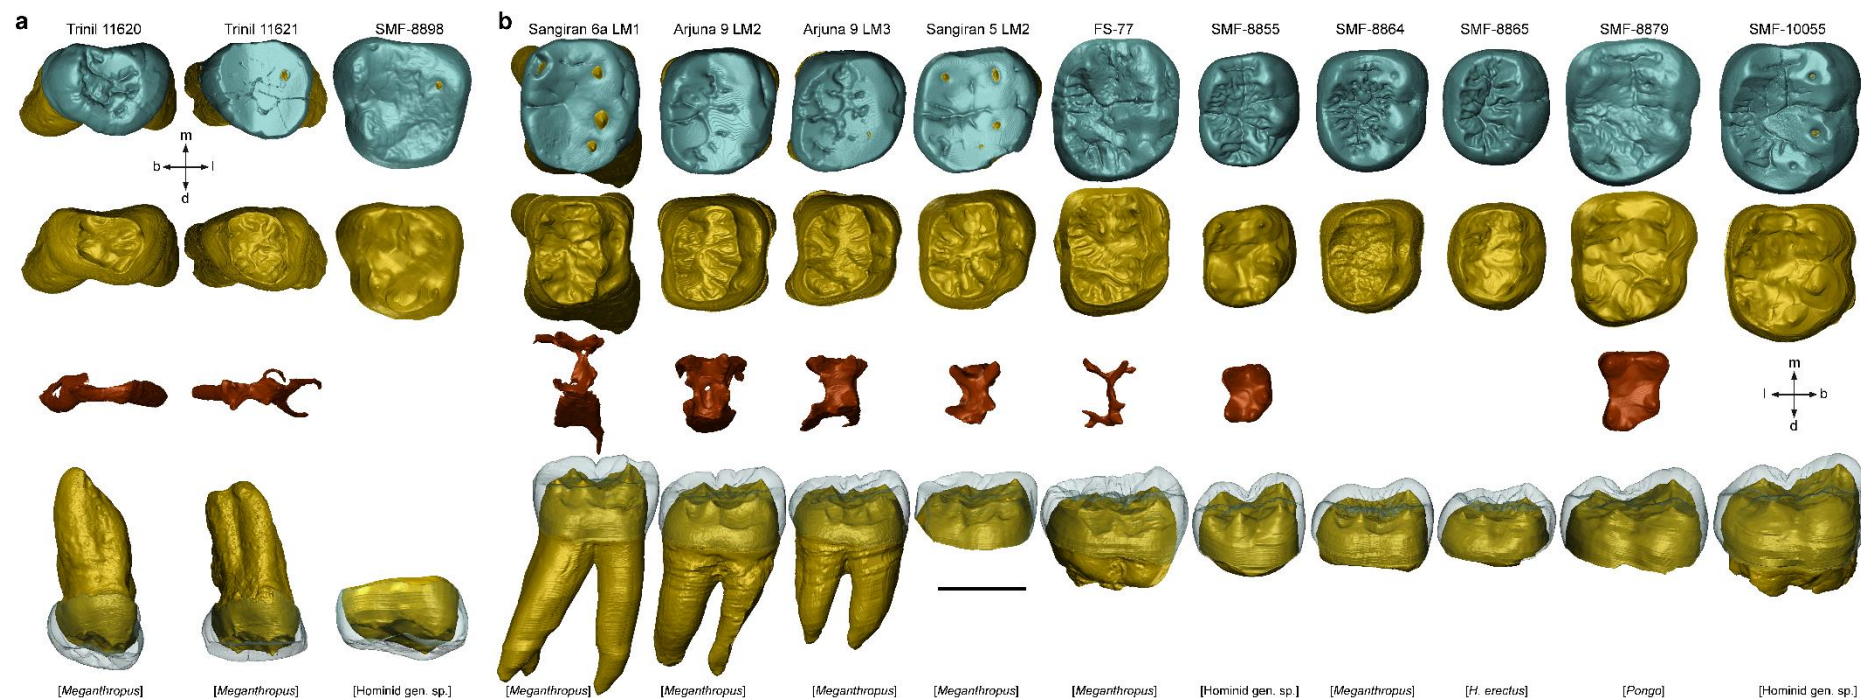 a
Trinil 11620
Trinil 11621
SMF-8898
m
b l
d
[Meganthropus]
[Meganthropus]
[Hominid gen. sp.]
b
Sangiran 6a LM1
Arjuna 9 LM2
Arjuna 9 LM3
Sangiran 5 LM2
FS-77
SMF-8855
SMF-8864
SMF-8865
SMF-8879
SMF-10055
m
l b
d
[Meganthropus]
[Meganthropus]
[Meganthropus]
[Meganthropus]
[Meganthropus]
[Hominid gen. sp.]
[Meganthropus]
[H. erectus]
[Pongo]
[Hominid gen. sp.]